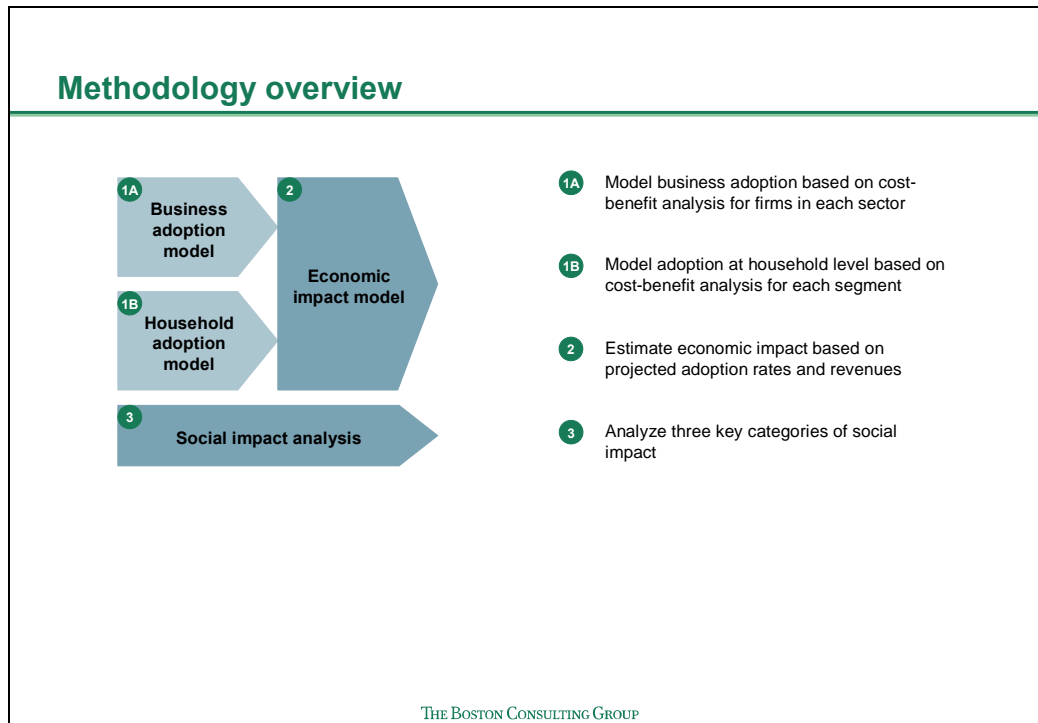 Methodology overview
1A
Business
adoption
model
1B
Household
adoption
model
2
Economic
impact model
3
Social impact analysis
1A
Model business adoption based on cost-
benefit analysis for firms in each sector
1B
Model adoption at household level based on
cost-benefit analysis for each segment
2
Estimate economic impact based on
projected adoption rates and revenues
3
Analyze three key categories of social
impact
THE BOSTON CONSULTING GROUP